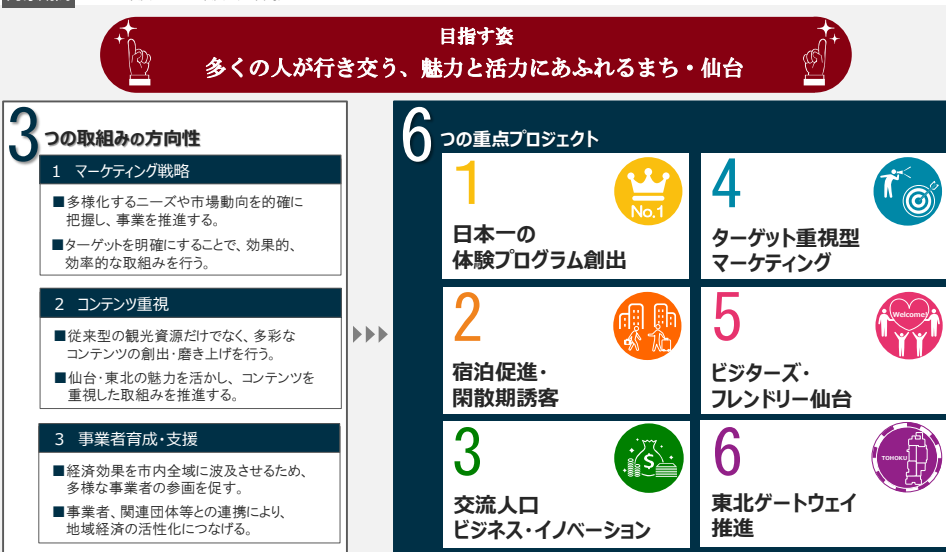 目指す姿
多くの人が行き交う、魅力と活力にあふれるまち・仙台
3つの取組みの方向性
1 マーケティング戦略
■多様化するニーズや市場動向を的確に
把握し、事業を推進する。
■ターゲットを明確にすることで、効果的、
効率的な取組みを行う。
2 コンテンツ重視
■従来型の観光資源だけでなく、多彩な
コンテンツの創出・磨き上げを行う。
■仙台・東北の魅力を活かし、コンテンツを
重視した取組みを推進する。
3 事業者育成・支援
■経済効果を市内全域に波及させるため、
多様な事業者の参画を促す。
■事業者、関連団体等との連携により、
地域経済の活性化につなげる。
6つの重点プロジェクト
1
No.1
日本一の
体験プログラム創出
2
宿泊促進・
閑散期誘客
3
$
交流人口
ビジネス・イノベーション
4
ターゲット重視型
マーケティング
5
Welcome!
ビジターズ・
フレンドリー仙台
6
TOHOKU
東北ゲートウェイ
推進